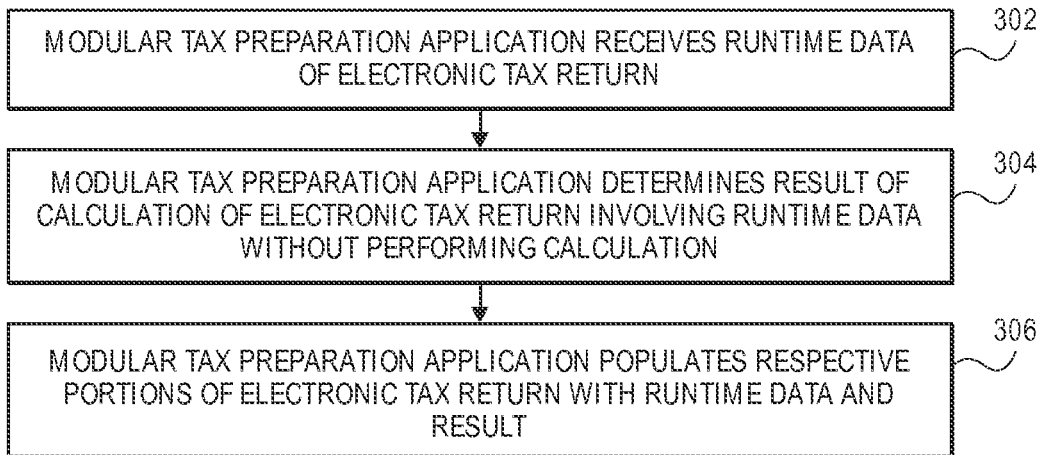 MODULAR TAX PREPARATION APPLICATION RECEIVES RUNTIME DATA
OF ELECTRONIC TAX RETURN
302
MODULAR TAX PREPARATION APPLICATION DETERMINES RESULT OF
CALCULATION OF ELECTRONIC TAX RETURN INVOLVING RUNTIME DATA
WITHOUT PERFORMING CALCULATION
304
MODULAR TAX PREPARATION APPLICATION POPULATES RESPECTIVE
PORTIONS OF ELECTRONIC TAX RETURN WITH RUNTIME DATA AND
RESULT
306